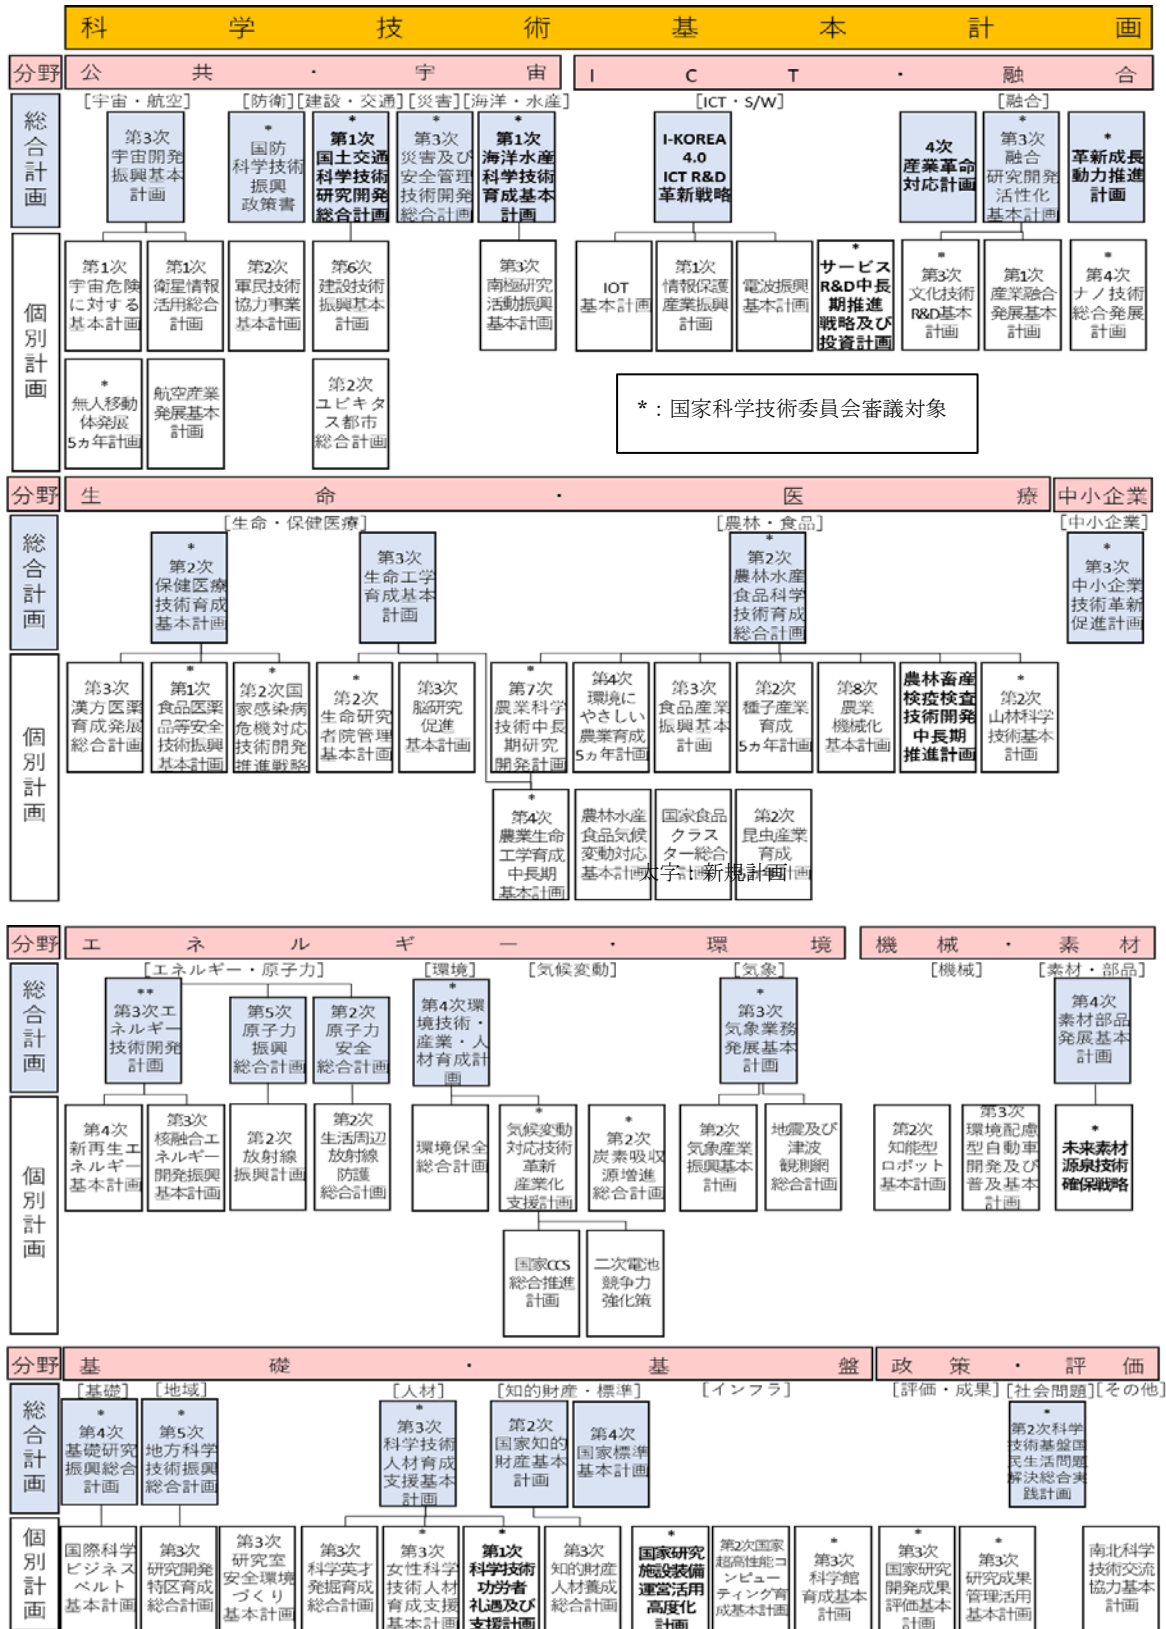 科学技術基本計画
分野
公共・宇宙
ICT・融合
[宇宙・航空]
[防衛]
[建設・交通]
[災害]
[海洋・水産]
[ICT・S/W]
[融合]
総合計画
第3次
宇宙開発
振興基本
計画
*
国防
科学技術
振興
政策書
*
第1次
国土交通
科学技術
研究開発
総合計画
*
第3次
災害及び
安全管理
技術開発
総合計画
*
第1次
海洋水産
科学技術
育成基本
計画
I-KOREA
4.0
ICT R&D
革新戦略
4次
産業革命
対応計画
*
第3次
融合
研究開発
活性化
基本計画
*
革新成長
動力推進
計画
個別計画
第1次
宇宙危険
に対する
基本計画
第1次
衛星情報
活用総合
計画
第2次
軍民技術
協力事業
基本計画
第6次
建設技術
振興基本
計画
第3次
南極研究
活動振興
基本計画
IOT
基本計画
第1次
情報保護
産業振興
計画
電波振興
基本計画
*
サービス
R&D中長
期推進
戦略及び
投資計画
*
第3次
文化技術
R&D基本
計画
第1次
産業融合
発展基本
計画
*
第4次
ナノ技術
総合発展
計画
*
無人移動
体発展
5ヵ年計画
航空産業
発展基本
計画
第2次
ユビキタ
ス都市
総合計画
*：国家科学技術委員会審議対象
分野
生命・医療
中小企業
[生命・保健医療]
[農林・食品]
[中小企業]
総合計画
*
第2次
保健医療
技術育成
基本計画
第3次
生命工学
育成基本
計画
*
第2次
農林水産
食品科学
技術育成
総合計画
*
第3次
中小企業
技術革新
促進計画
個別計画
第3次
漢方医薬
育成発展
総合計画
*
第1次
食品医薬
品等安全
技術振興
基本計画
*
第2次国
家感染病
危機対応
技術開発
推進戦略
*
第2次
生命研究
者院管理
基本計画
第3次
脳研究
促進
基本計画
*
第7次
農業科学
技術中長
期研究
開発計画
第4次
環境に
やさしい
農業育成
5ヵ年計画
第3次
食品産業
振興基本
計画
第2次
種子産業
育成
5ヵ年計画
第8次
農業
機械化
基本計画
農林畜産
検疫検査
技術開発
中長期
推進計画
*
第2次
山林科学
技術基本
計画
*
第4次
農業生命
工学育成
中長期
基本計画
農林水産
食品気候
変動対応
基本計画
国家食品
クラス
ター総合
計画
第2次
昆虫産業
育成
計画
太字：新規計画
分野
エネルギー・環境
機械・素材
[エネルギー・原子力]
[環境]
[気候変動]
[気象]
[機械]
[素材・部品]
総合計画
**
第3次エ
ネルギー
技術開発
計画
第5次
原子力
振興
総合計画
第2次
原子力
安全
総合計画
*
第4次環
境技術・
産業・人
材育成計
画
*
第3次
気象業務
発展基本
計画
第4次
素材部品
発展基本
計画
個別計画
第4次
新再生エ
ネルギー
基本計画
第3次
核融合エ
ネルギー
開発振興
基本計画
第2次
放射線
振興計画
第2次
生活周辺
放射線
防護
総合計画
環境保全
総合計画
*
気候変動
対応技術
革新
産業化
支援計画
*
第2次
炭素吸収
源増進
総合計画
第2次
気象産業
振興基本
計画
地震及び
津波
観測網
総合計画
第2次
知能型
ロボット
基本計画
第3次
環境配慮
型自動車
開発及び
普及基本
計画
*
未来素材
源泉技術
確保戦略
国家CCS
総合推進
計画
二次電池
競争力
強化策
分野
基礎・基盤
政策・評価
[基礎]
[地域]
[人材]
[知的財産・標準]
[インフラ]
[評価・成果]
[社会問題]
[その他]
総合計画
*
第4次
基礎研究
振興総合
計画
*
第5次
地方科学
技術振興
総合計画
*
第3次
科学技術
人材育成
支援基本
計画
第2次
国家知的
財産基本
計画
第4次
国家標準
基本計画
*
第2次科学
技術基盤国
民生活問題
解決総合実
践計画
個別計画
国際科学
ビジネス
ベルト
基本計画
第3次
研究開発
特区育成
総合計画
第3次
研究室
安全環境
づくり
基本計画
第3次
科学英才
発掘育成
総合計画
*
第3次
女性科学
技術人材
育成支援
基本計画
*
第1次
科学技術
功労者
礼遇及び
支援計画
第3次
知的財産
人材養成
総合計画
*
国家研究
施設装備
運営活用
高度化
計画
第2次国家
超高性能コ
ンピュー
ティング育
成基本計画
*
第3次
科学館
育成基本
計画
*
第3次
国家研究
開発成果
評価基本
計画
*
第3次
研究成果
管理活用
基本計画
南北科学
技術交流
協力基本
計画